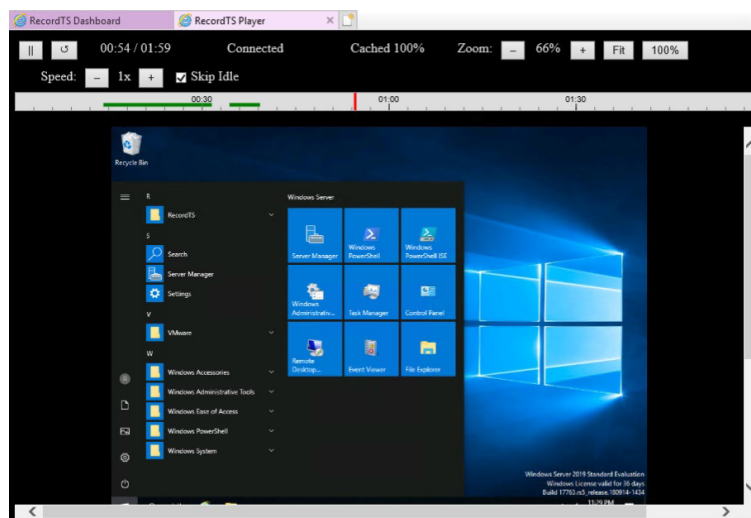 RecordTS Dashboard RecordTS Player
00:54 / 01:59 Connected Cached 100% Zoom: – 66% + Fit 100%
Speed: – 1x + Skip Idle
00:30 01:00 01:30
Recycle Bin
R
RecordTS
S
Search
Server Manager
Settings
V
VMware
W
Windows Accessories
Windows Administrative Tools
Windows Ease of Access
Windows PowerShell
Windows System
Windows Server
Server Manager
Windows PowerShell
Windows PowerShell ISE
Windows Administrativ...
Task Manager
Control Panel
Remote Desktop...
Event Viewer
File Explorer
Windows Server 2019 Standard Evaluation
Windows License valid for 36 days
Build 17763.rs5_release.180914-1434
11:29 PM